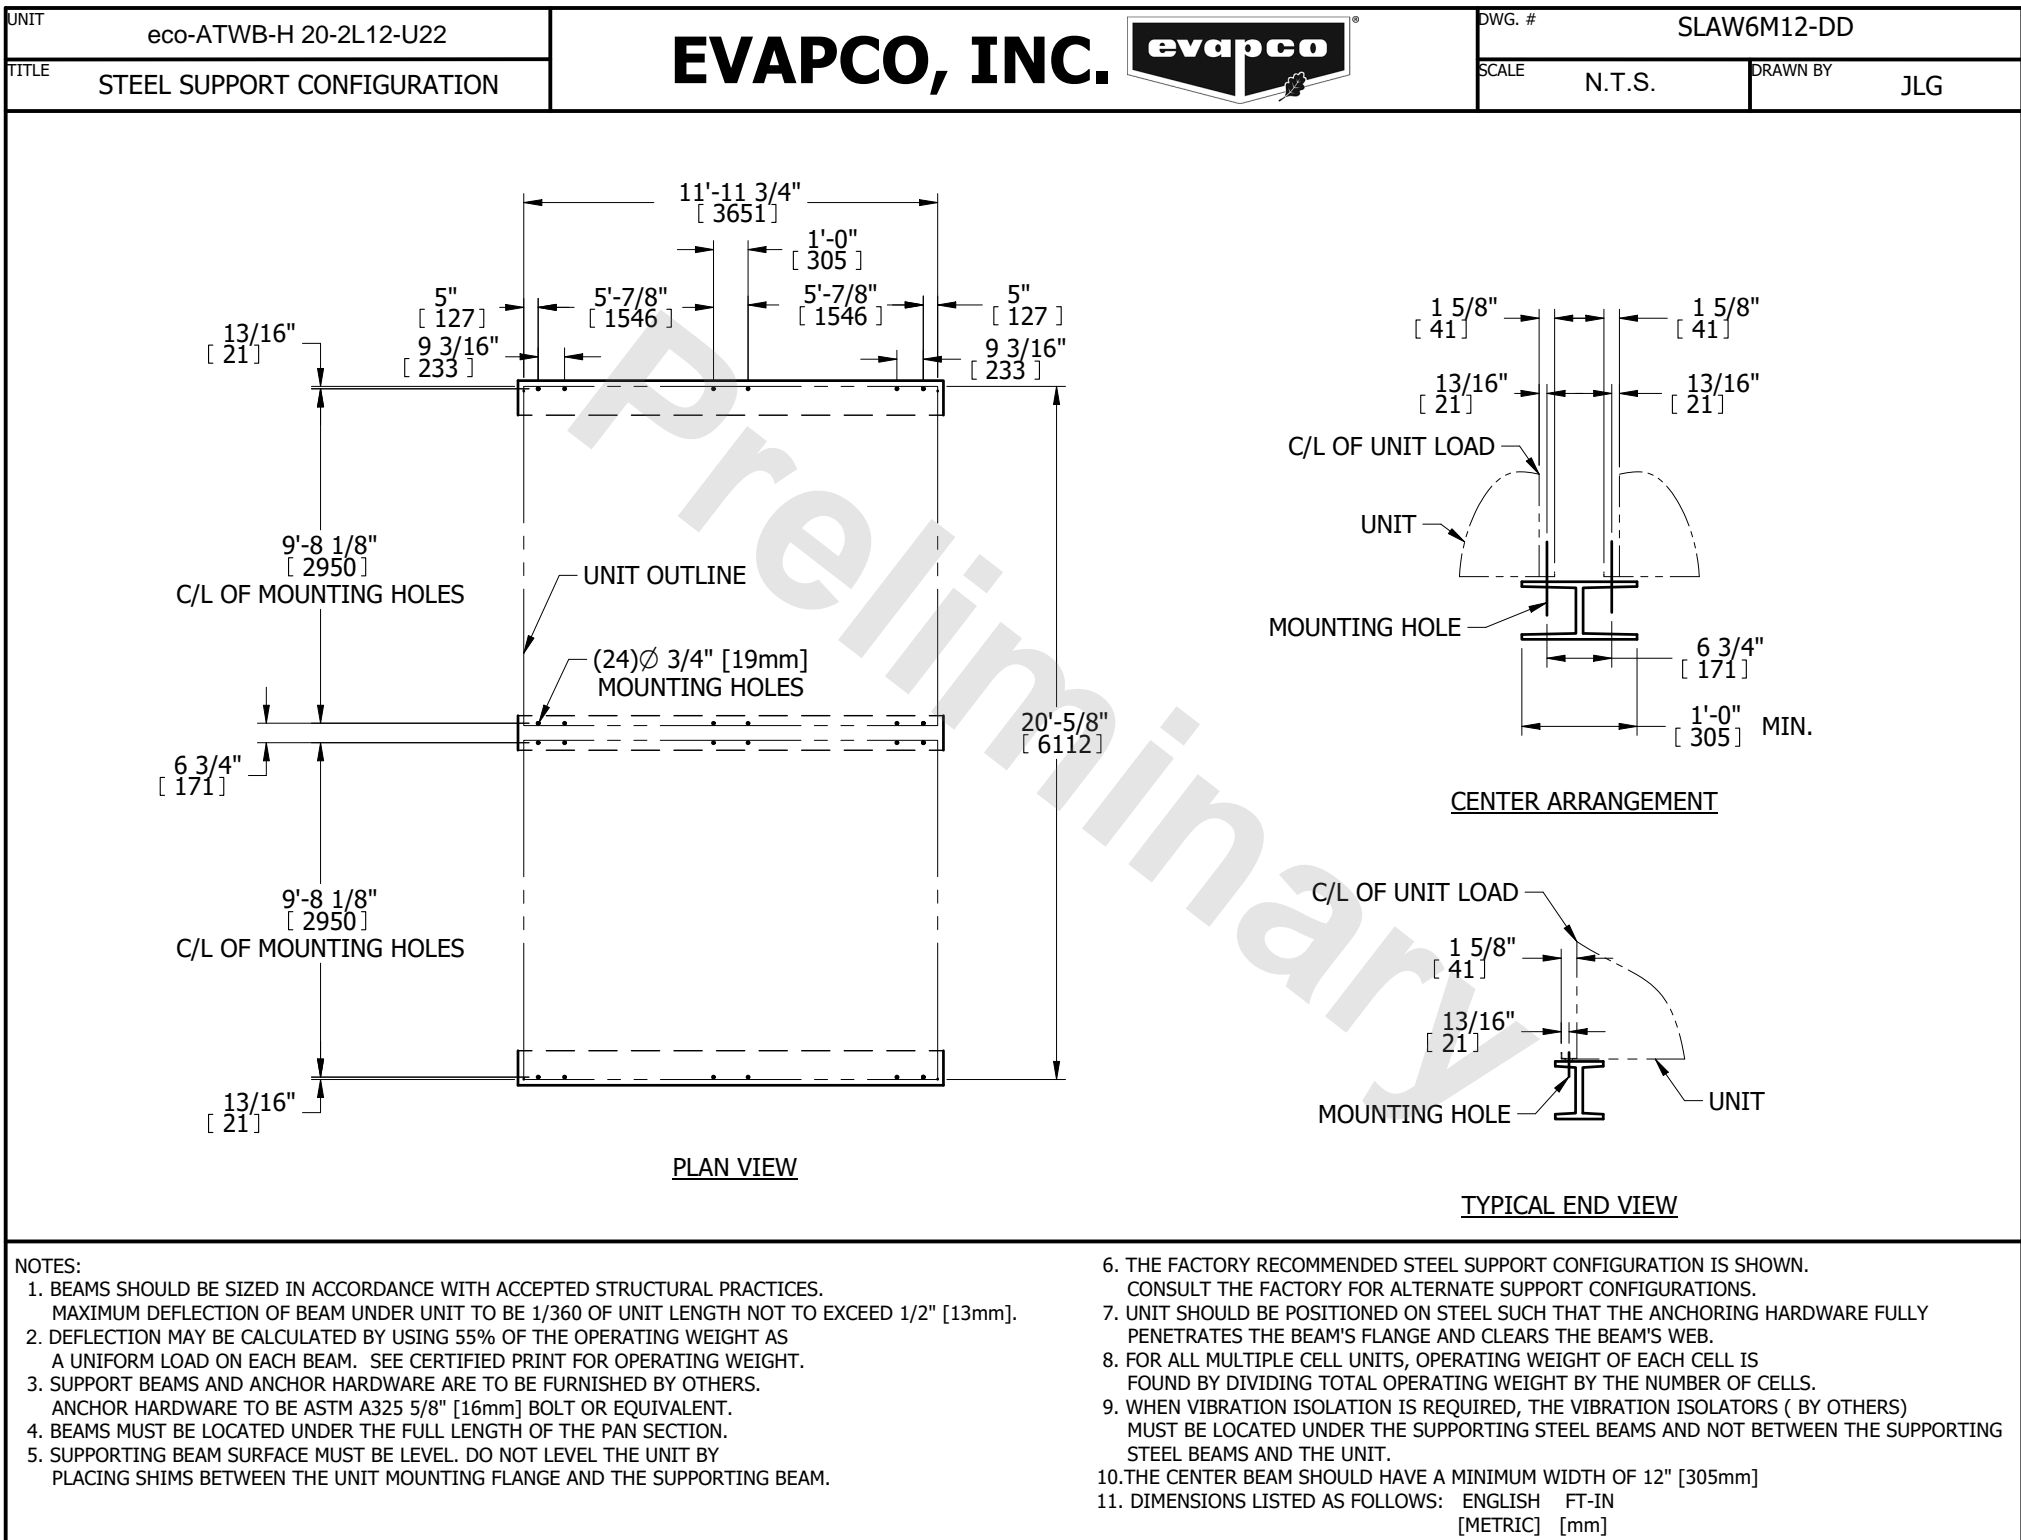 UNIT
eco-ATWB-H 20-2L12-U22
TITLE
STEEL SUPPORT CONFIGURATION
EVAPCO, INC.
evapco
®
DWG. #
SLAW6M12-DD
SCALE
N.T.S.
DRAWN BY
JLG
11'-11 3/4"
[ 3651 ]
1'-0"
[ 305 ]
5"
[ 127 ]
5'-7/8"
[ 1546 ]
5'-7/8"
[ 1546 ]
5"
[ 127 ]
13/16"
[ 21 ]
9 3/16"
[ 233 ]
9 3/16"
[ 233 ]
9'-8 1/8"
[ 2950 ]
C/L OF MOUNTING HOLES
UNIT OUTLINE
(24)Ø 3/4" [19mm]
MOUNTING HOLES
20'-5/8"
[ 6112 ]
6 3/4"
[ 171 ]
9'-8 1/8"
[ 2950 ]
C/L OF MOUNTING HOLES
13/16"
[ 21 ]
PLAN VIEW
1 5/8"
[ 41 ]
1 5/8"
[ 41 ]
13/16"
[ 21 ]
13/16"
[ 21 ]
C/L OF UNIT LOAD
UNIT
MOUNTING HOLE
6 3/4"
[ 171 ]
1'-0"
[ 305 ]
MIN.
CENTER ARRANGEMENT
C/L OF UNIT LOAD
1 5/8"
[ 41 ]
13/16"
[ 21 ]
MOUNTING HOLE
UNIT
TYPICAL END VIEW
Preliminary
NOTES:
1. BEAMS SHOULD BE SIZED IN ACCORDANCE WITH ACCEPTED STRUCTURAL PRACTICES.
MAXIMUM DEFLECTION OF BEAM UNDER UNIT TO BE 1/360 OF UNIT LENGTH NOT TO EXCEED 1/2" [13mm].
2. DEFLECTION MAY BE CALCULATED BY USING 55% OF THE OPERATING WEIGHT AS
A UNIFORM LOAD ON EACH BEAM. SEE CERTIFIED PRINT FOR OPERATING WEIGHT.
3. SUPPORT BEAMS AND ANCHOR HARDWARE ARE TO BE FURNISHED BY OTHERS.
ANCHOR HARDWARE TO BE ASTM A325 5/8" [16mm] BOLT OR EQUIVALENT.
4. BEAMS MUST BE LOCATED UNDER THE FULL LENGTH OF THE PAN SECTION.
5. SUPPORTING BEAM SURFACE MUST BE LEVEL. DO NOT LEVEL THE UNIT BY
PLACING SHIMS BETWEEN THE UNIT MOUNTING FLANGE AND THE SUPPORTING BEAM.
6. THE FACTORY RECOMMENDED STEEL SUPPORT CONFIGURATION IS SHOWN.
CONSULT THE FACTORY FOR ALTERNATE SUPPORT CONFIGURATIONS.
7. UNIT SHOULD BE POSITIONED ON STEEL SUCH THAT THE ANCHORING HARDWARE FULLY
PENETRATES THE BEAM'S FLANGE AND CLEARS THE BEAM'S WEB.
8. FOR ALL MULTIPLE CELL UNITS, OPERATING WEIGHT OF EACH CELL IS
FOUND BY DIVIDING TOTAL OPERATING WEIGHT BY THE NUMBER OF CELLS.
9. WHEN VIBRATION ISOLATION IS REQUIRED, THE VIBRATION ISOLATORS ( BY OTHERS)
MUST BE LOCATED UNDER THE SUPPORTING STEEL BEAMS AND NOT BETWEEN THE SUPPORTING
STEEL BEAMS AND THE UNIT.
10.THE CENTER BEAM SHOULD HAVE A MINIMUM WIDTH OF 12" [305mm]
11. DIMENSIONS LISTED AS FOLLOWS: ENGLISH FT-IN
[METRIC] [mm]